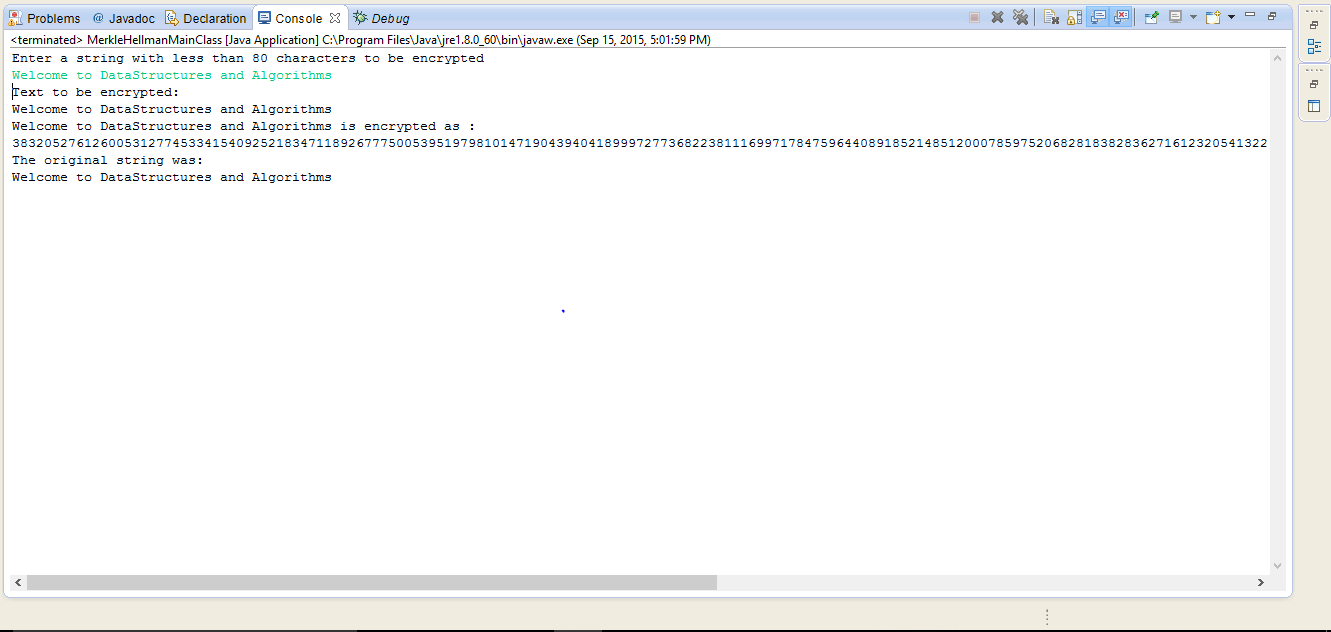 Problems @ Javadoc Declaration Console Debug
<terminated> MerkleHellmanMainClass [Java Application] C:\Program Files\Java\jre1.8.0_60\bin\javaw.exe (Sep 15, 2015, 5:01:59 PM)
Enter a string with less than 80 characters to be encrypted
Welcome to DataStructures and Algorithms
Text to be encrypted:
Welcome to DataStructures and Algorithms
Welcome to DataStructures and Algorithms is encrypted as :
3832052761260053127745334154092521834711892677750053951979810147190439404189997277368223811169971784759644089185214851200078597520682818382836271612320541322
The original string was:
Welcome to DataStructures and Algorithms